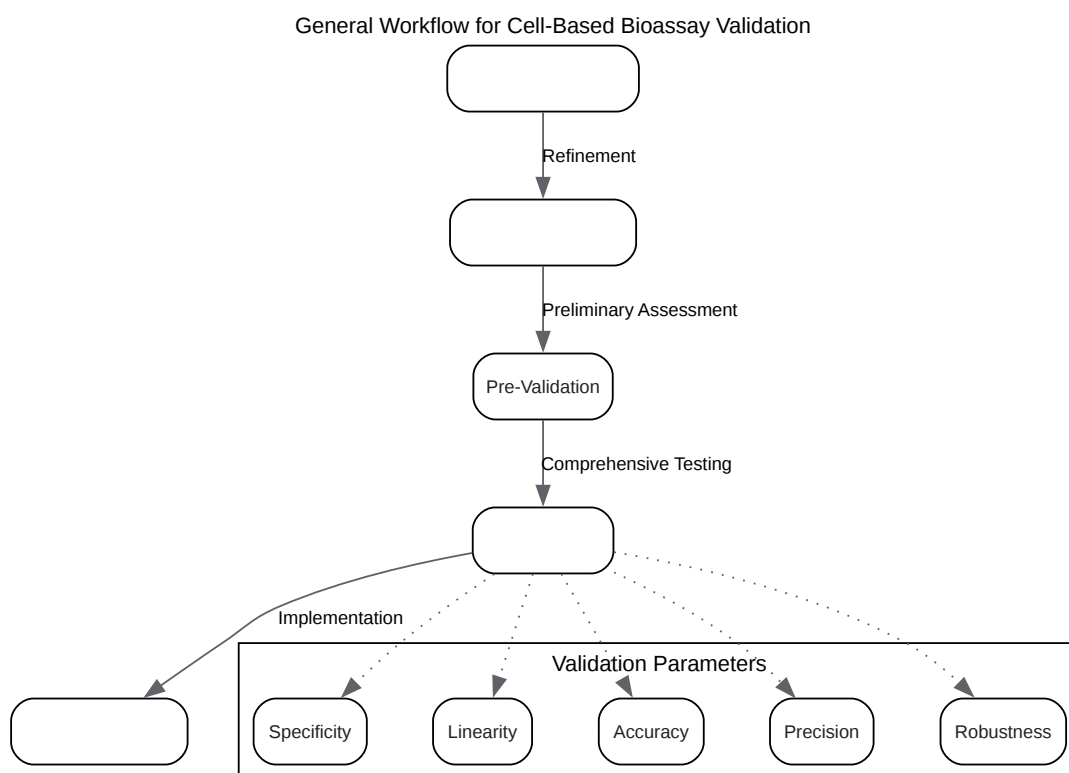 General Workflow for Cell-Based Bioassay Validation
Refinement
Preliminary Assessment
Pre-Validation
Comprehensive Testing
Implementation
Validation Parameters
Specificity
Linearity
Accuracy
Precision
Robustness